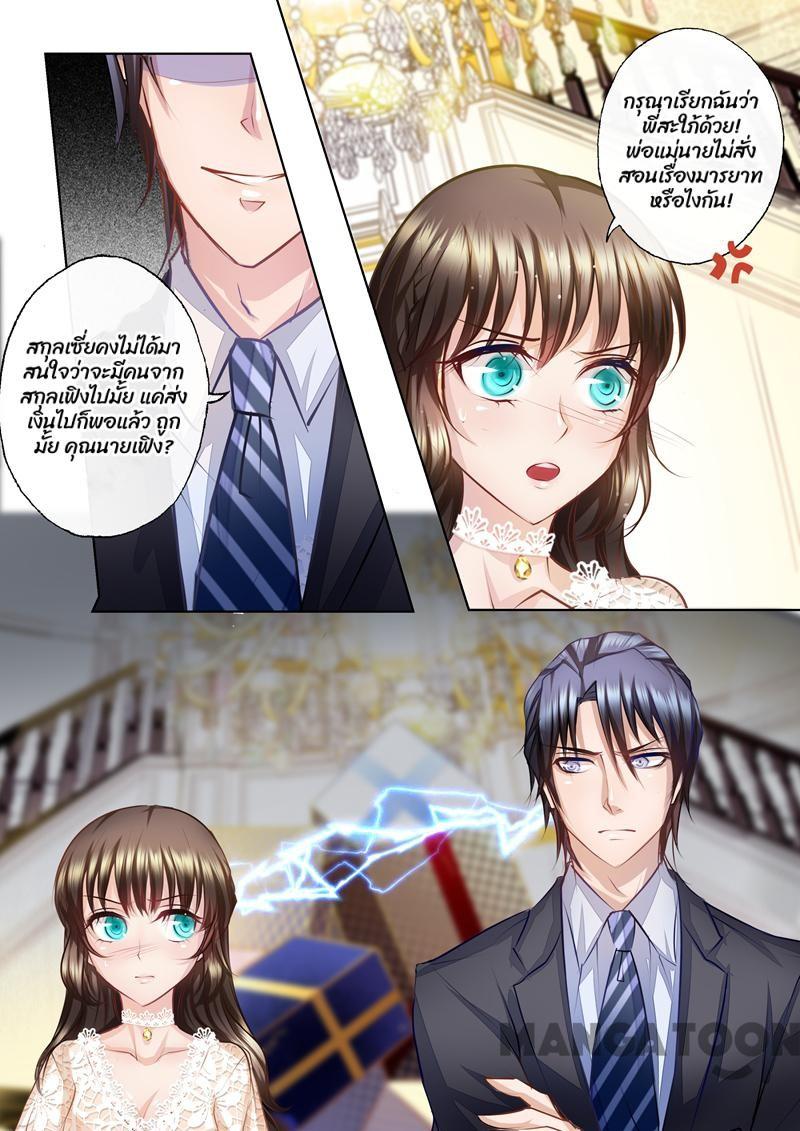 สกุลเซี่ยคงไม่ได้มา
สนใจว่าจะมีคนจาก
สกุลเฟิงไปมั้ย แค่ส่ง
เงินไปก็พอแล้ว ถูก
มั้ย คุณนายเฟิง?
กรุณาเรียกฉันว่า
พี่สะใภ้ด้วย!
พ่อแม่นายไม่สั่ง
สอนเรื่องมารยาท
หรือไงกัน!
MANGATOON